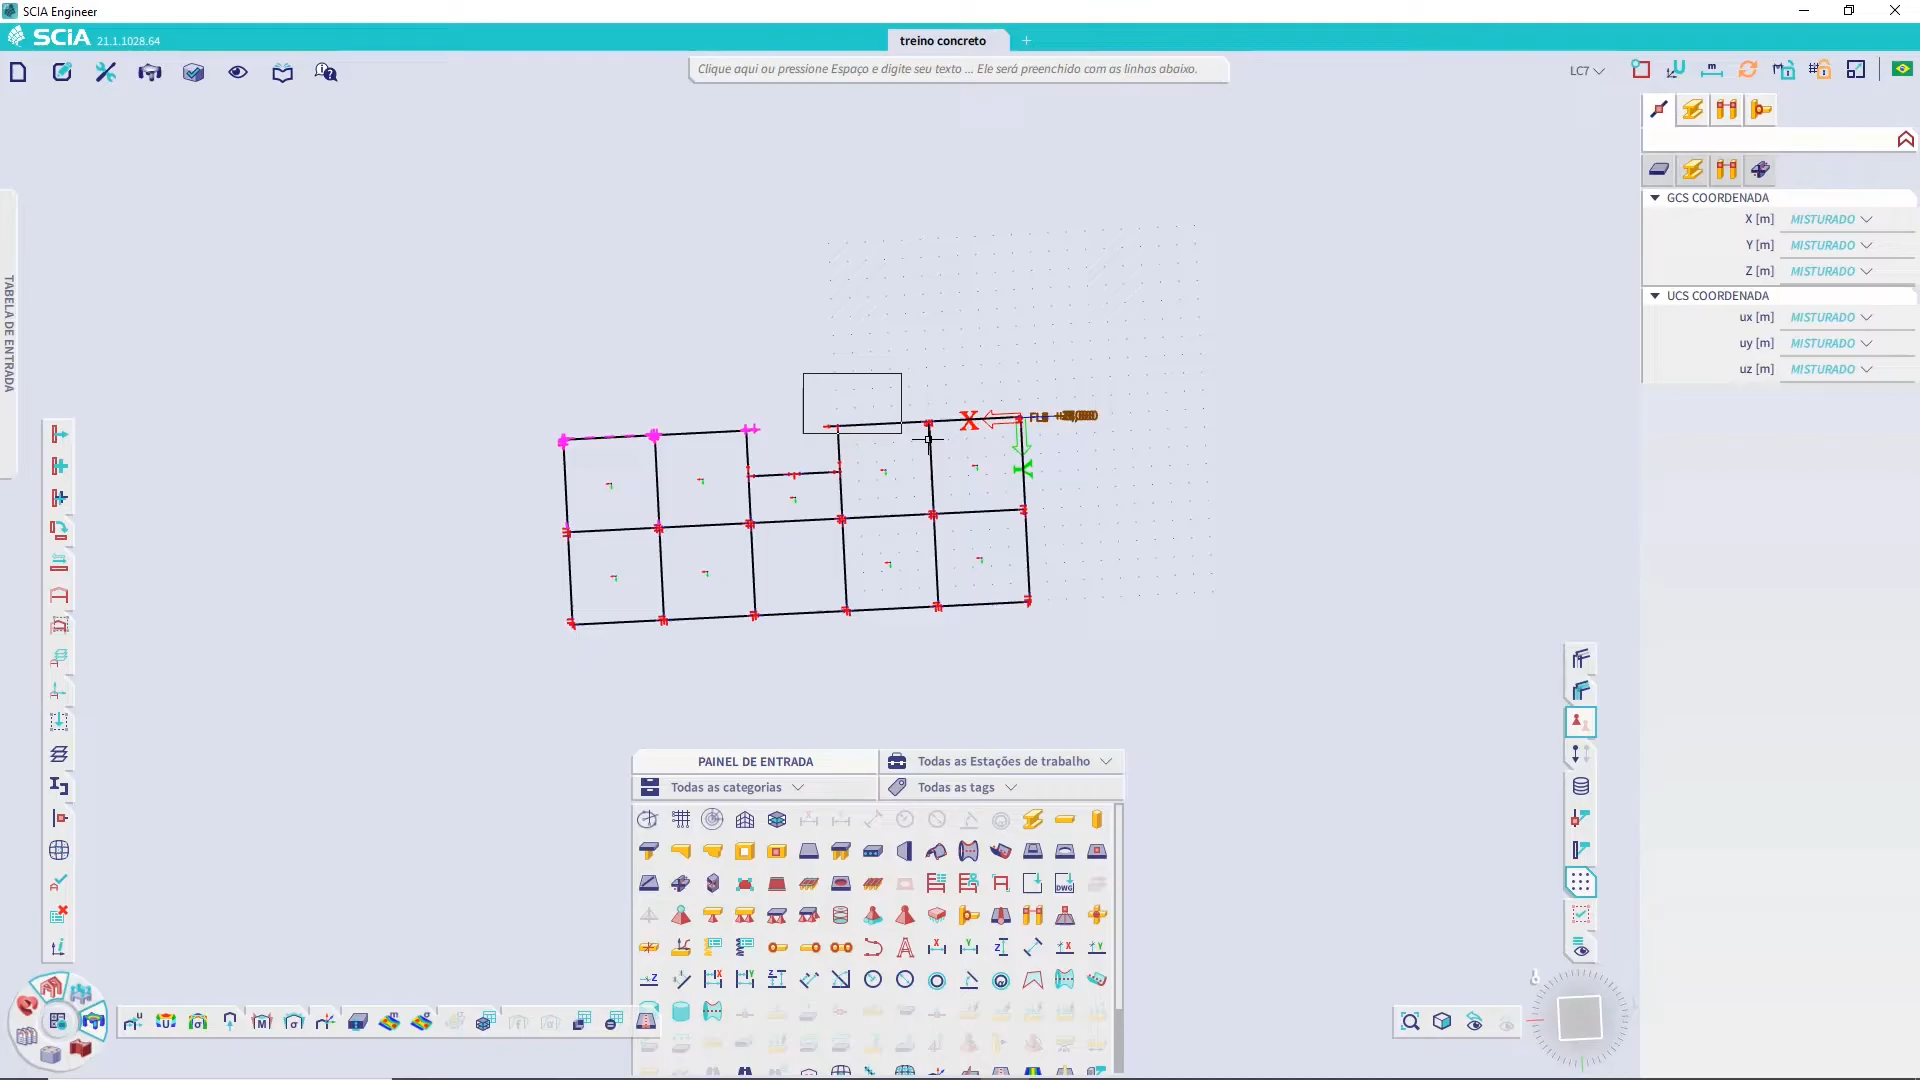 SCIA Engineer
SCIA 21.1.1028.64
treino concreto
Clique aqui ou pressione Espaço e digite seu texto ... Ele será preenchido com as linhas abaixo.
LC7
GCS COORDENADA
X [m] MISTURADO
Y [m] MISTURADO
Z [m] MISTURADO
UCS COORDENADA
ux [m] MISTURADO
uy [m] MISTURADO
uz [m] MISTURADO
TABELA DE ENTRADA
X
Y
PAINEL DE ENTRADA
Todas as Estações de trabalho
Todas as categorias
Todas as tags
DWG